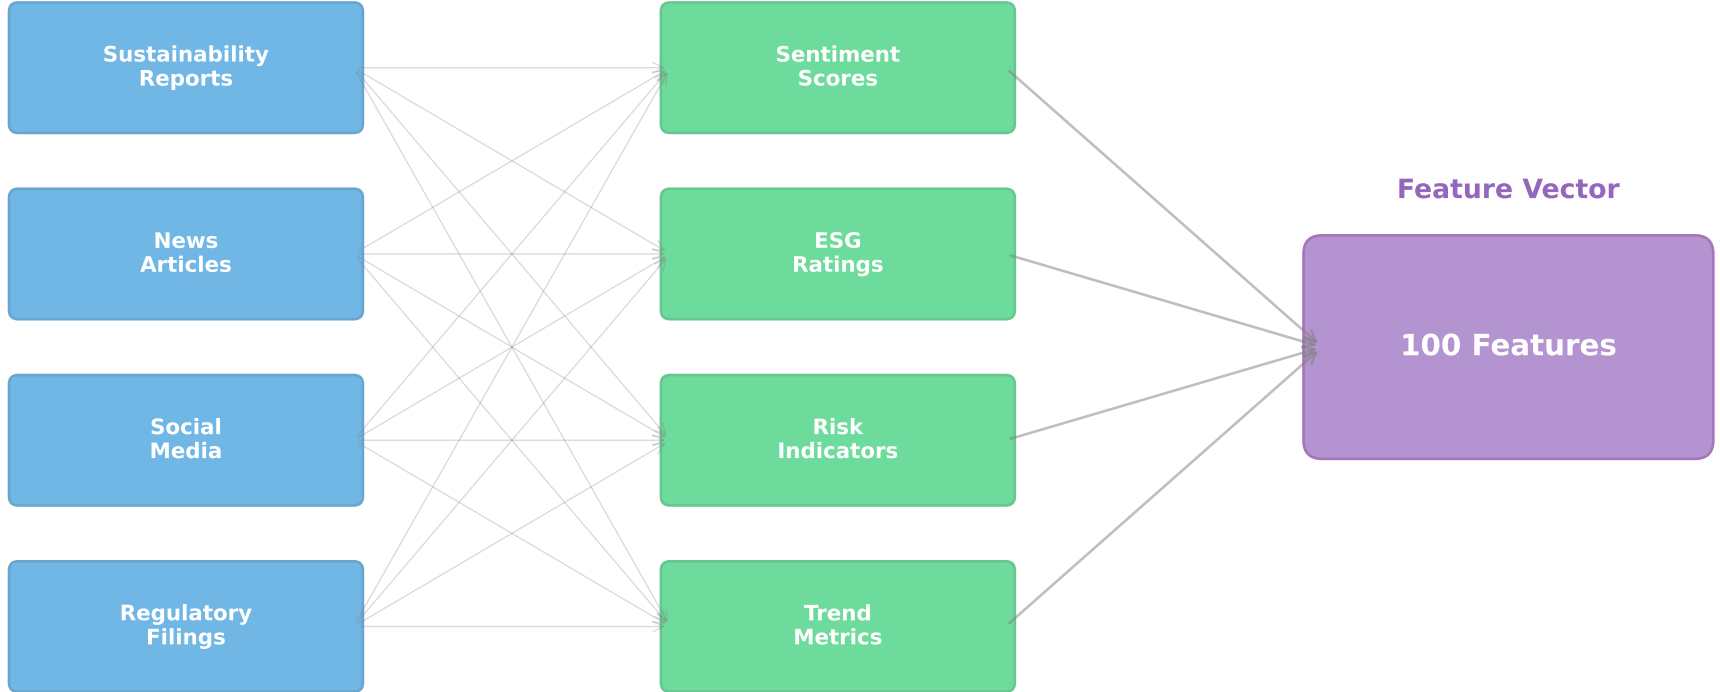 Sustainability
Reports
News
Articles
Social
Media
Regulatory
Filings
Sentiment
Scores
ESG
Ratings
Risk
Indicators
Trend
Metrics
Feature Vector
100 Features